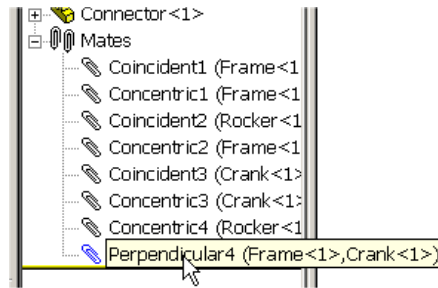 Connector<1>
Mates
Coincident1 (Frame<1
Concentric1 (Frame<1
Coincident2 (Rocker<1
Concentric2 (Frame<1
Coincident3 (Crank<1>
Concentric3 (Crank<1>
Concentric4 (Rocker<1
Perpendicular4 (Frame<1>,Crank<1>)